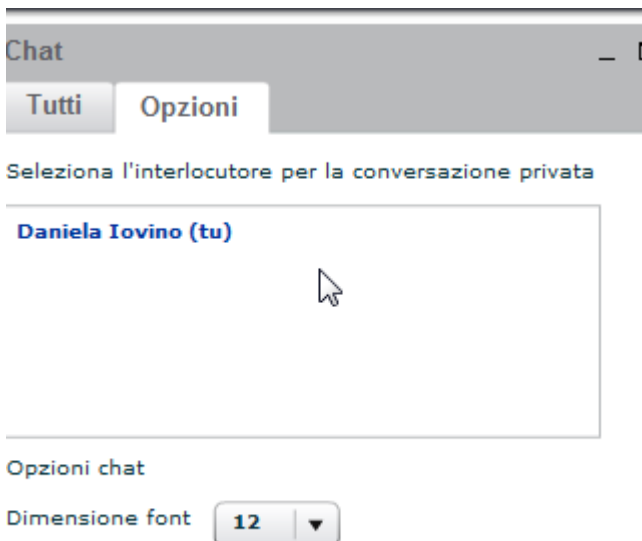 Chat
Tutti Opzioni
Seleziona l'interlocutore per la conversazione privata
Daniela Iovino (tu)
Opzioni chat
Dimensione font 12